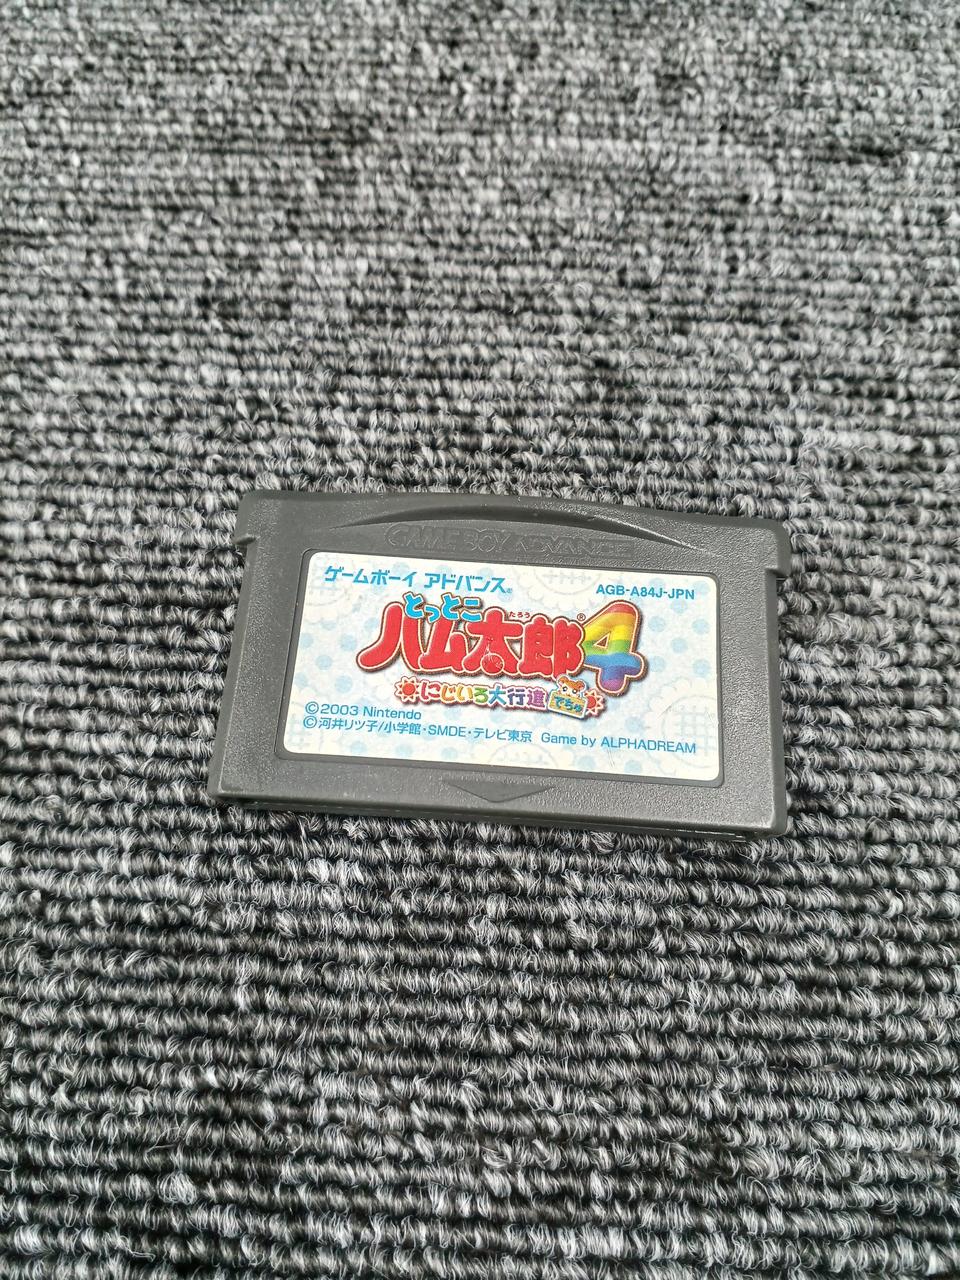 GAME BOY ADVANCE
ゲームボーイ アドバンス®
AGB-A84J-JPN
とっとこ
たろう
ハム太郎®4
にじいろ大行進でちゅ
©2003 Nintendo
©河井リツ子/小学館・SMDE・テレビ東京 Game by ALPHADREAM